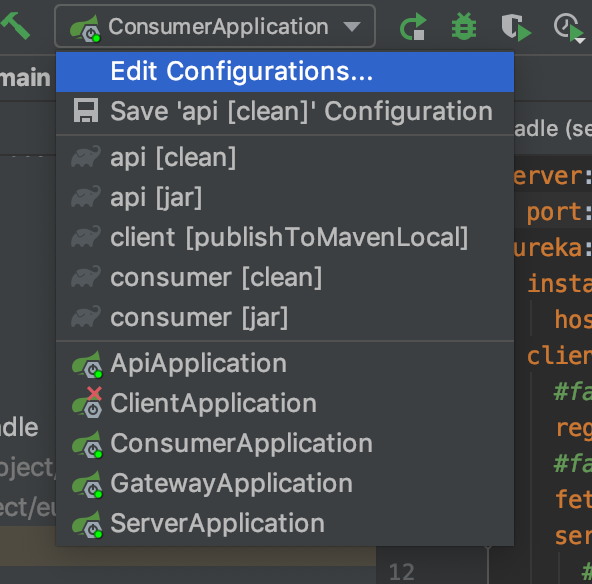 ConsumerApplication
main
Edit Configurations...
Save 'api [clean]' Configuration
adle (se
api [clean]
erver:
api [jar]
port:
client [publishToMavenLocal]
ureka:
consumer [clean]
insta
consumer [jar]
hos
clien
ApiApplication
#fa
ClientApplication
dle
reg
ConsumerApplication
oject/
#fa
GatewayApplication
ect/eu
fet
ServerApplication
ser
12
#